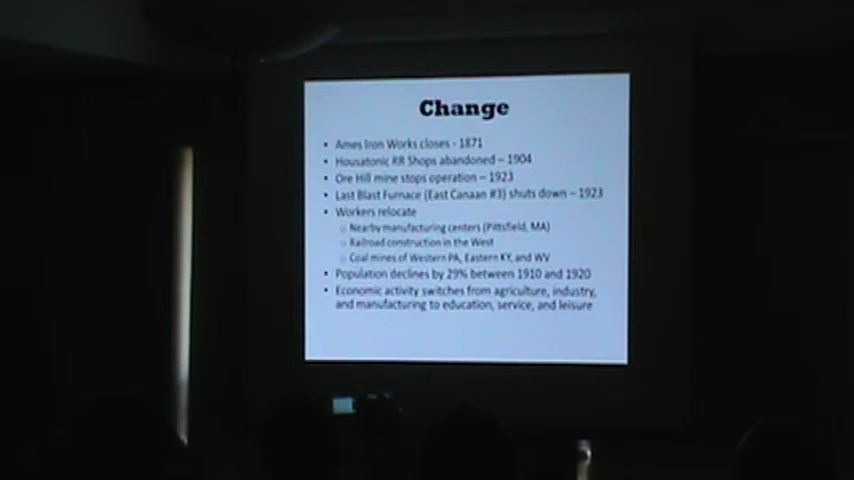 Change
• Ames Iron Works closes - 1871
• Housatonic RR Shops abandoned – 1904
• Ore Hill mine stops operation – 1923
• Last Blast Furnace (East Canaan #3) shuts down – 1923
• Workers relocate
○ Nearby manufacturing centers (Pittsfield, MA)
○ Railroad construction in the West
○ Coal mines of Western PA, Eastern KY, and WV
• Population declines by 29% between 1910 and 1920
• Economic activity switches from agriculture, industry,
and manufacturing to education, service, and leisure